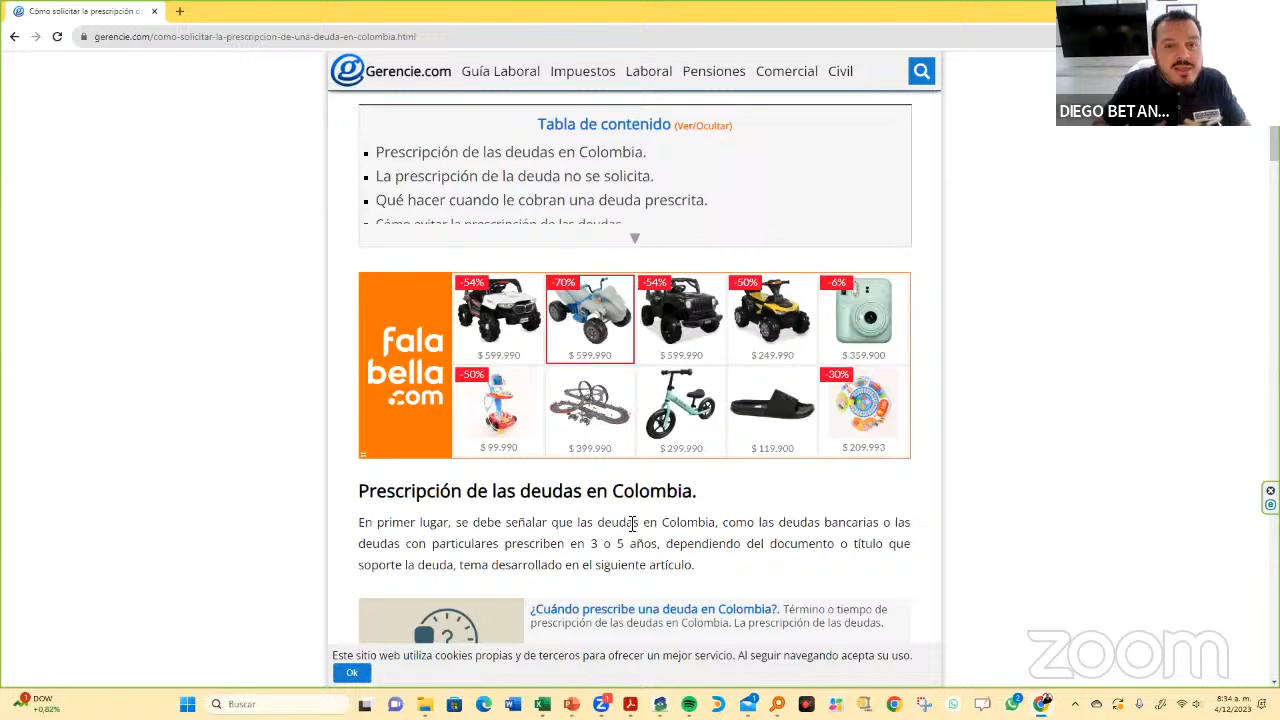 Cómo solicitar la prescripción d
gerencie.com/como-solicitar-la-prescripcion-de-una-deuda-en-colombia.html
Gerencie.com Guía Laboral Impuestos Laboral Pensiones Comercial Civil
DIEGO BETAN...
Tabla de contenido (Ver/Ocultar)
Prescripción de las deudas en Colombia.
La prescripción de la deuda no se solicita.
Qué hacer cuando le cobran una deuda prescrita.
Cómo evitar la prescripción de las deudas
fala
bella
.com
-54% -70% -54% -50% -6%
$ 599.990 $ 599.990 $ 599.990 $ 249.990 $ 359.900
-50% -30%
$ 99.990 $ 399.990 $ 299.990 $ 119.900 $ 209.993
Prescripción de las deudas en Colombia.
En primer lugar, se debe señalar que las deudas en Colombia, como las deudas bancarias o las
deudas con particulares prescriben en 3 o 5 años, dependiendo del documento o título que
soporte la deuda, tema desarrollado en el siguiente artículo.
¿Cuándo prescribe una deuda en Colombia?. Término o tiempo de
prescripción de las deudas en Colombia. La prescripción de las deudas.
Este sitio web utiliza cookies propias y de terceros para ofrecer un mejor servicio. Al seguir navegando acepta su uso.
Ok
zoom
DOW
+0,82%
Buscar
8:34 a. m.
4/12/2023